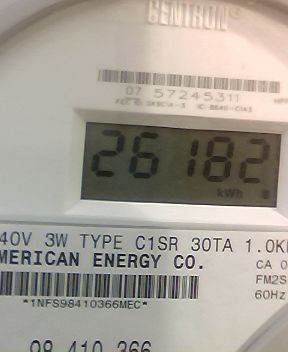 CENTRON®
07 57245311
26182
kWh
40V 3W TYPE C1SR 30TA 1.0K
MERICAN ENERGY CO.
CA 0
FM2S
60Hz
*1NFS98410366MEC*
98 410 366